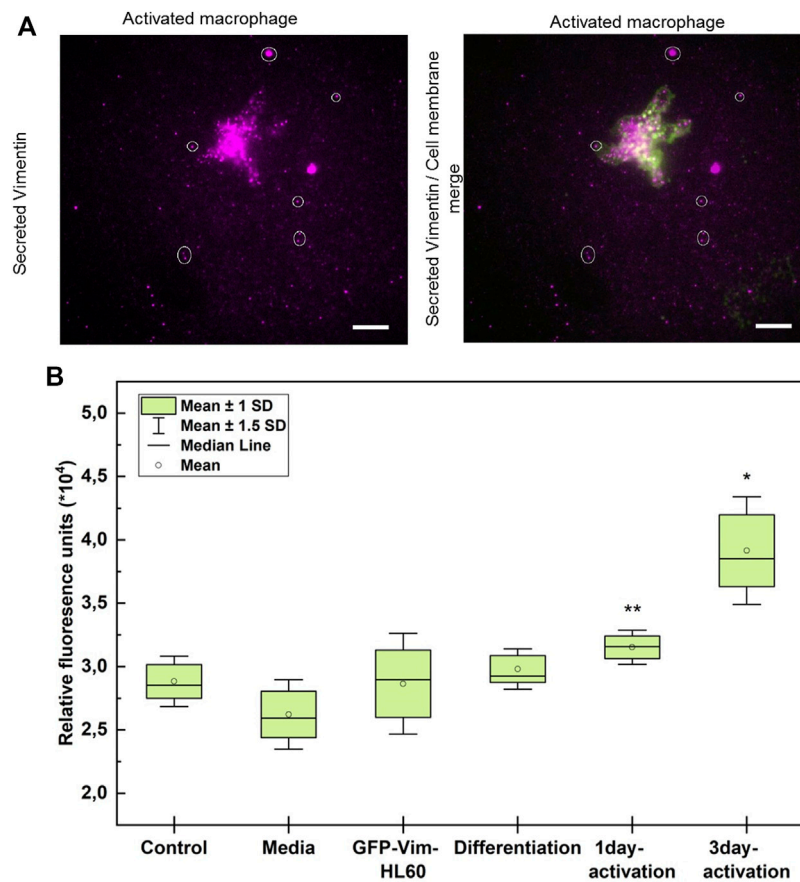 A
Activated macrophage
Activated macrophage
Secreted Vimentin
Secreted Vimentin / Cell membrane
merge
B
Mean ± 1 SD
Mean ± 1.5 SD
Median Line
Mean
Relative fluoresence units (*10⁴)
5,0
4,5
4,0
3,5
3,0
2,5
2,0
*
**
Control
Media
GFP-Vim-
HL60
Differentiation
1day-
activation
3day-
activation